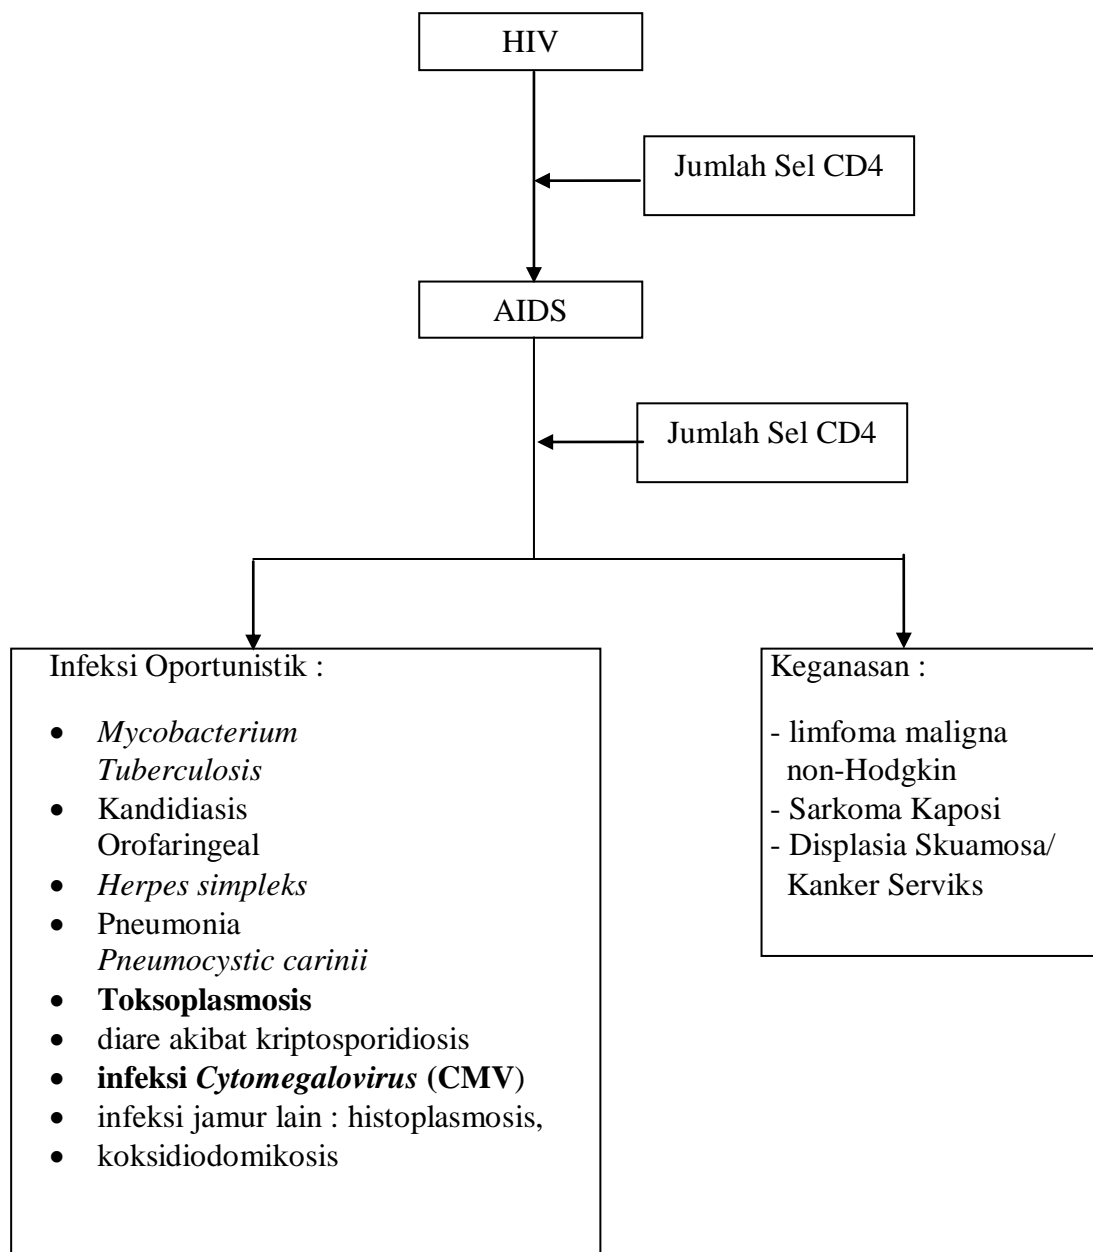 HIV
Jumlah Sel CD4
AIDS
Jumlah Sel CD4
Infeksi Oportunistik :
• Mycobacterium
Tuberculosis
• Kandidiasis
Orofaringeal
• Herpes simpleks
• Pneumonia
Pneumocystic carinii
• Toksoplasmosis
• diare akibat kriptosporidiosis
• infeksi Cytomegalovirus (CMV)
• infeksi jamur lain : histoplasmosis,
• koksidiodomikosis
Keganasan :
- limfoma maligna
non-Hodgkin
- Sarkoma Kaposi
- Displasia Skuamosa/
Kanker Serviks